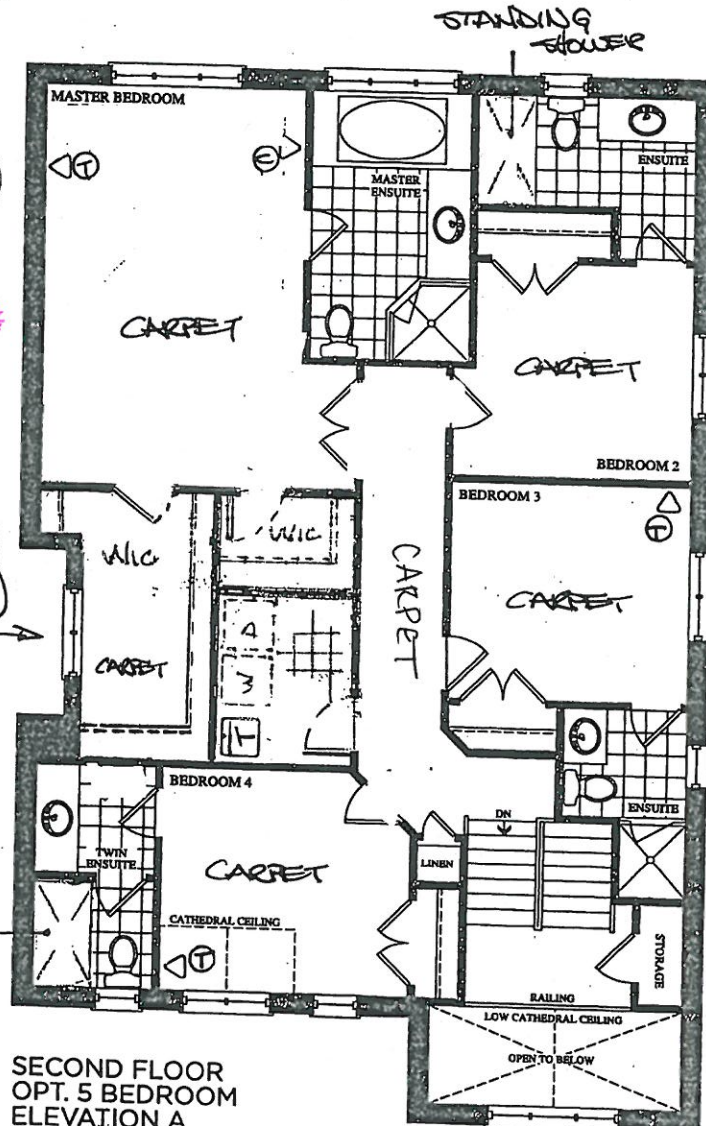 STANDING
SHOWER
MASTER BEDROOM
T
T
MASTER
ENSUITE
ENSUITE
CARPET
CARPET
BEDROOM 2
BEDROOM 3
T
WIC
WIC
CARPET
CARPET
CARPET
D
W
T
BEDROOM 4
DN
ENSUITE
TWIN
ENSUITE
CARPET
LINEN
CATHEDRAL CEILING
T
STORAGE
RAILING
LOW CATHEDRAL CEILING
OPEN TO BELOW
SECOND FLOOR
OPT. 5 BEDROOM
ELEVATION A